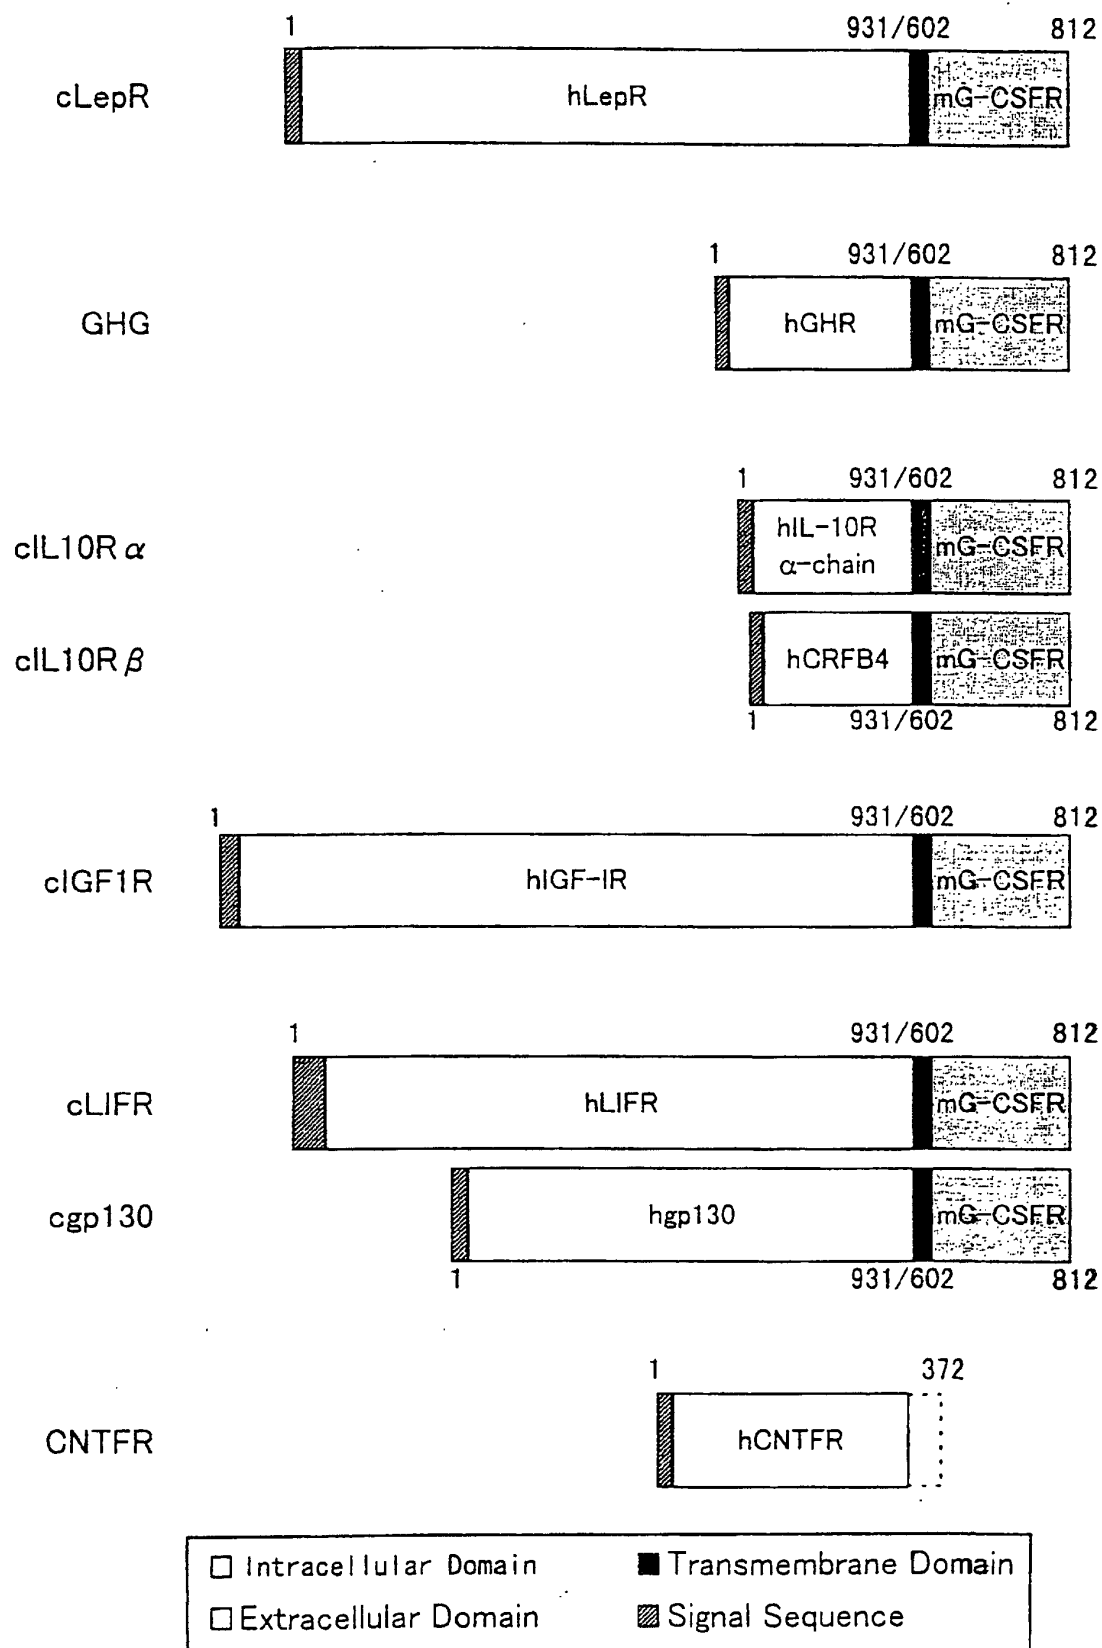 1 931/602 812
cLepR hLepR mG-CSFR
1 931/602 812
GHG hGHR mG-CSFR
1 931/602 812
cIL10Rα hIL-10R α-chain mG-CSFR
cIL10Rβ hCRFB4 mG-CSFR
1 931/602 812
1 931/602 812
cIGF1R hIGF-IR mG-CSFR
1 931/602 812
cLIFR hLIFR mG-CSFR
cgp130 hgp130 mG-CSFR
1 931/602 812
1 372
CNTFR hCNTFR
Intracellular Domain Transmembrane Domain
Extracellular Domain Signal Sequence